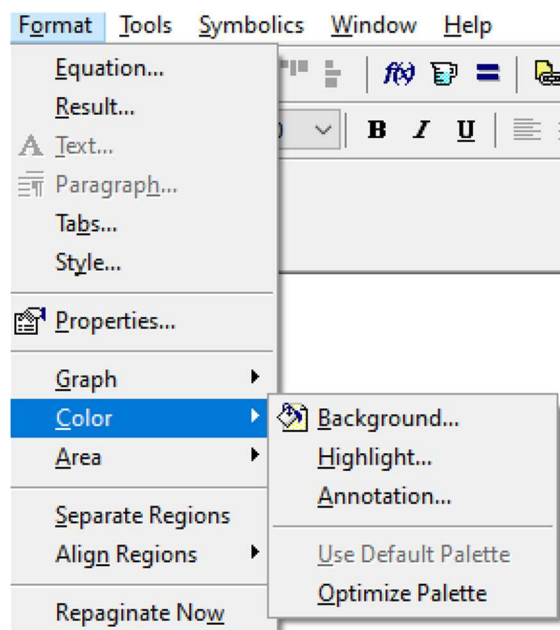 Format Tools Symbolics Window Help
Equation...
Result...
f(x)
A Text...
B I U
Paragraph...
Tabs...
Style...
Properties...
Graph
Color
Background...
Area
Highlight...
Annotation...
Separate Regions
Align Regions
Use Default Palette
Optimize Palette
Repaginate Now